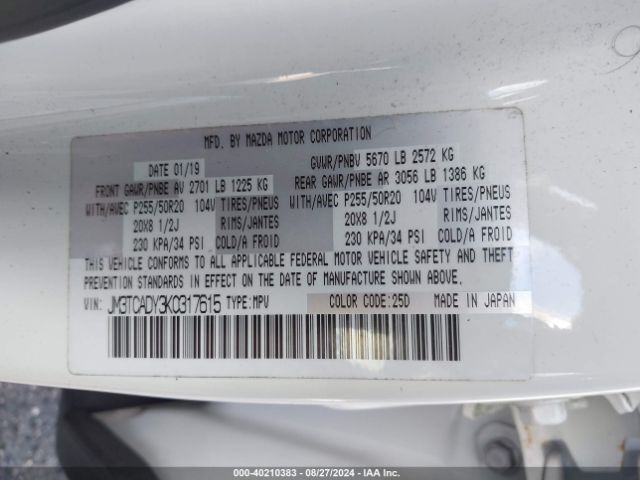 MFD. BY MAZDA MOTOR CORPORATION
DATE 01/19 GVWR/PNBV 5670 LB 2572 KG
FRONT GAWR/PNBE AV 2701 LB 1225 KG REAR GAWR/PNBE AR 3056 LB 1386 KG
WITH/AVEC P255/50R20 104V TIRES/PNEUS WITH/AVEC P255/50R20 104V TIRES/PNEUS
20X8 1/2J RIMS/JANTES 20X8 1/2J RIMS/JANTES
230 KPA/34 PSI COLD/A FROID 230 KPA/34 PSI COLD/A FROID
THIS VEHICLE CONFORMS TO ALL APPLICABLE FEDERAL MOTOR VEHICLE SAFETY AND THEFT
PREVENTION STANDARDS IN EFFECT ON THE DATE OF MANUFACTURE SHOWN ABOVE.
VIN: JM3TCADY3KC317615 TYPE:MPV COLOR CODE:25D MADE IN JAPAN
000-40210383 - 08/27/2024 - IAA Inc.